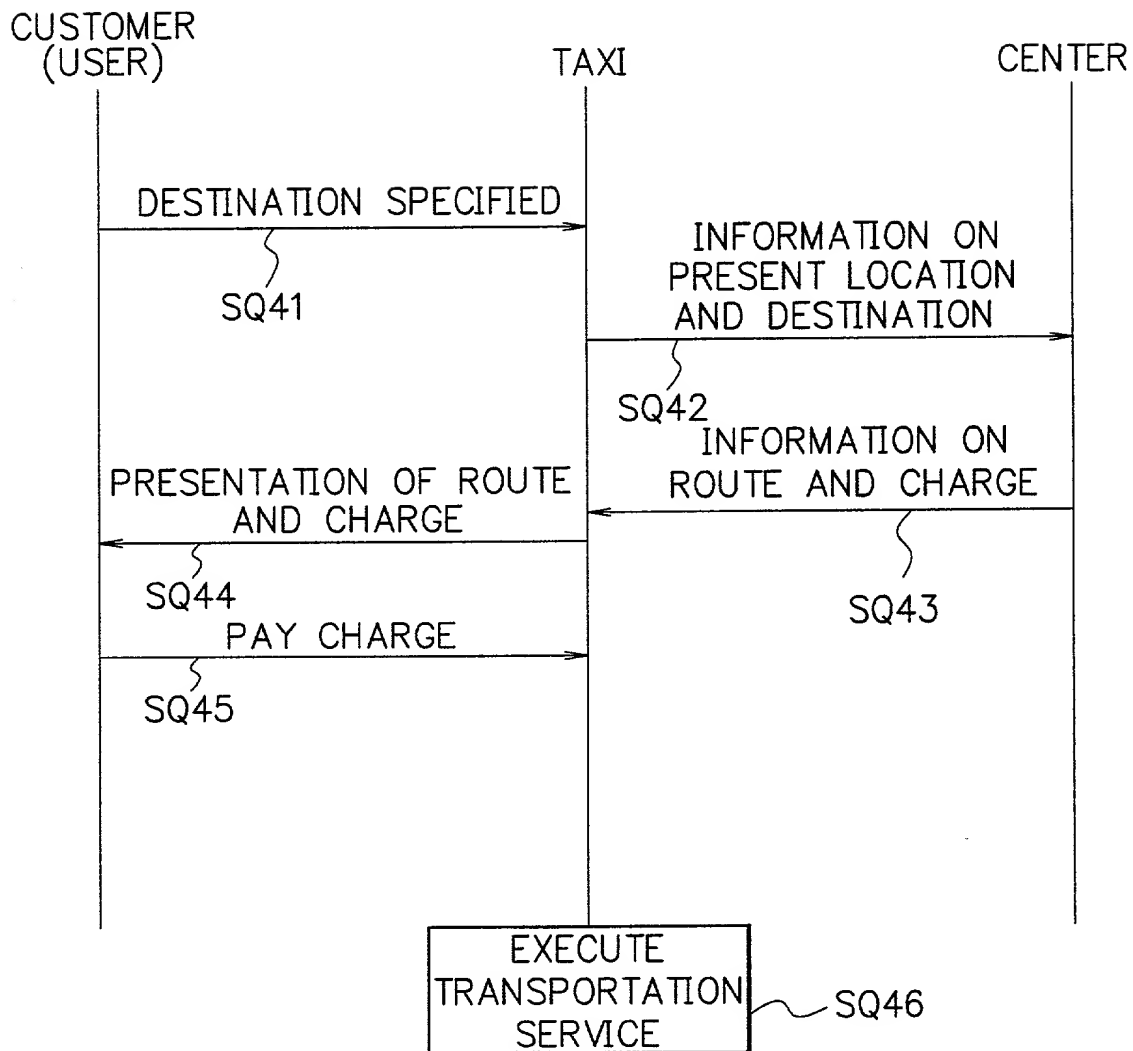 CUSTOMER
(USER)
TAXI
CENTER
DESTINATION SPECIFIED
SQ41
INFORMATION ON
PRESENT LOCATION
AND DESTINATION
SQ42
INFORMATION ON
ROUTE AND CHARGE
SQ43
PRESENTATION OF ROUTE
AND CHARGE
SQ44
PAY CHARGE
SQ45
EXECUTE
TRANSPORTATION
SERVICE
SQ46